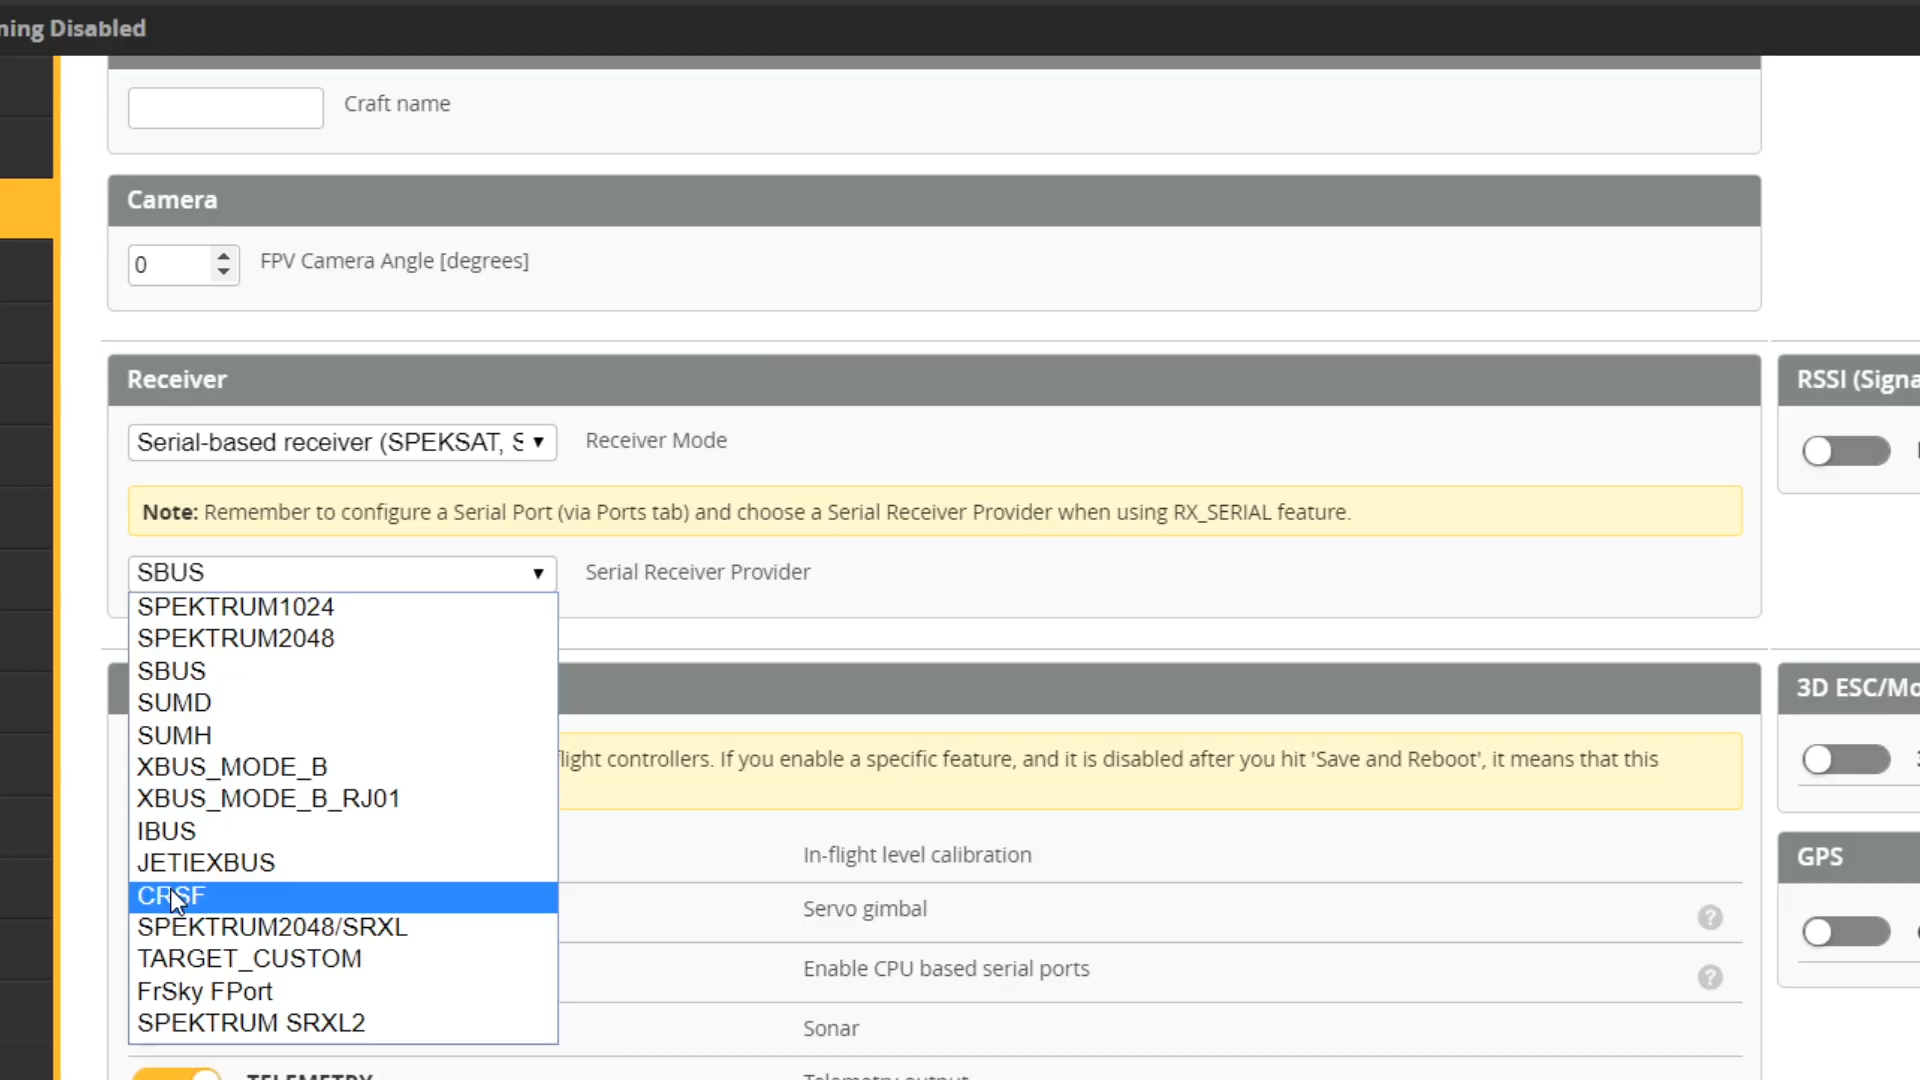 ning Disabled
Craft name
Camera
0
FPV Camera Angle [degrees]
Receiver
RSSI (Signa
Serial-based receiver (SPEKSAT, S
Receiver Mode
Note: Remember to configure a Serial Port (via Ports tab) and choose a Serial Receiver Provider when using RX_SERIAL feature.
SBUS
Serial Receiver Provider
SPEKTRUM1024
SPEKTRUM2048
SBUS
SUMD
SUMH
XBUS_MODE_B
XBUS_MODE_B_RJ01
IBUS
JETIEXBUS
CRSF
SPEKTRUM2048/SRXL
TARGET_CUSTOM
FrSky FPort
SPEKTRUM SRXL2
3D ESC/Mo
light controllers. If you enable a specific feature, and it is disabled after you hit 'Save and Reboot', it means that this
In-flight level calibration
GPS
Servo gimbal
?
Enable CPU based serial ports
?
Sonar
TELEMETRY
Telemetry output